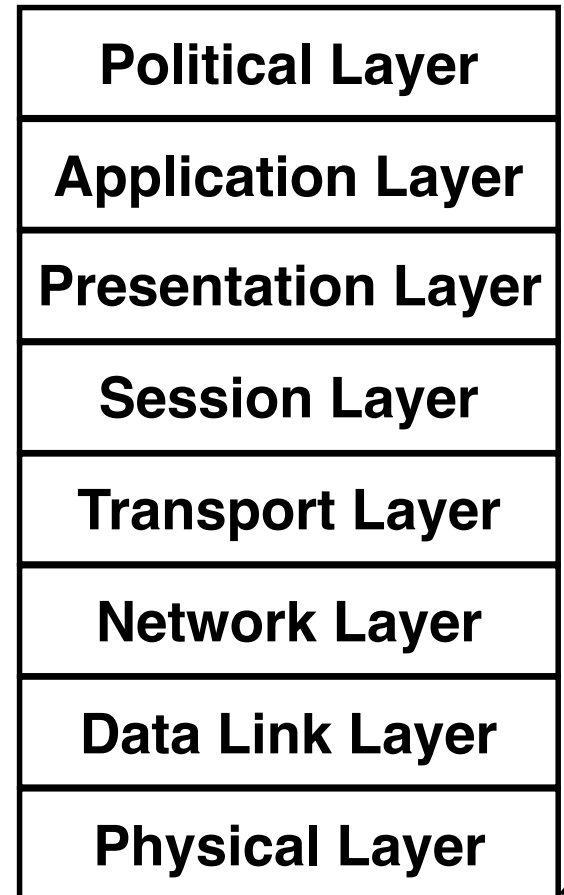 Political Layer
Application Layer
Presentation Layer
Session Layer
Transport Layer
Network Layer
Data Link Layer
Physical Layer